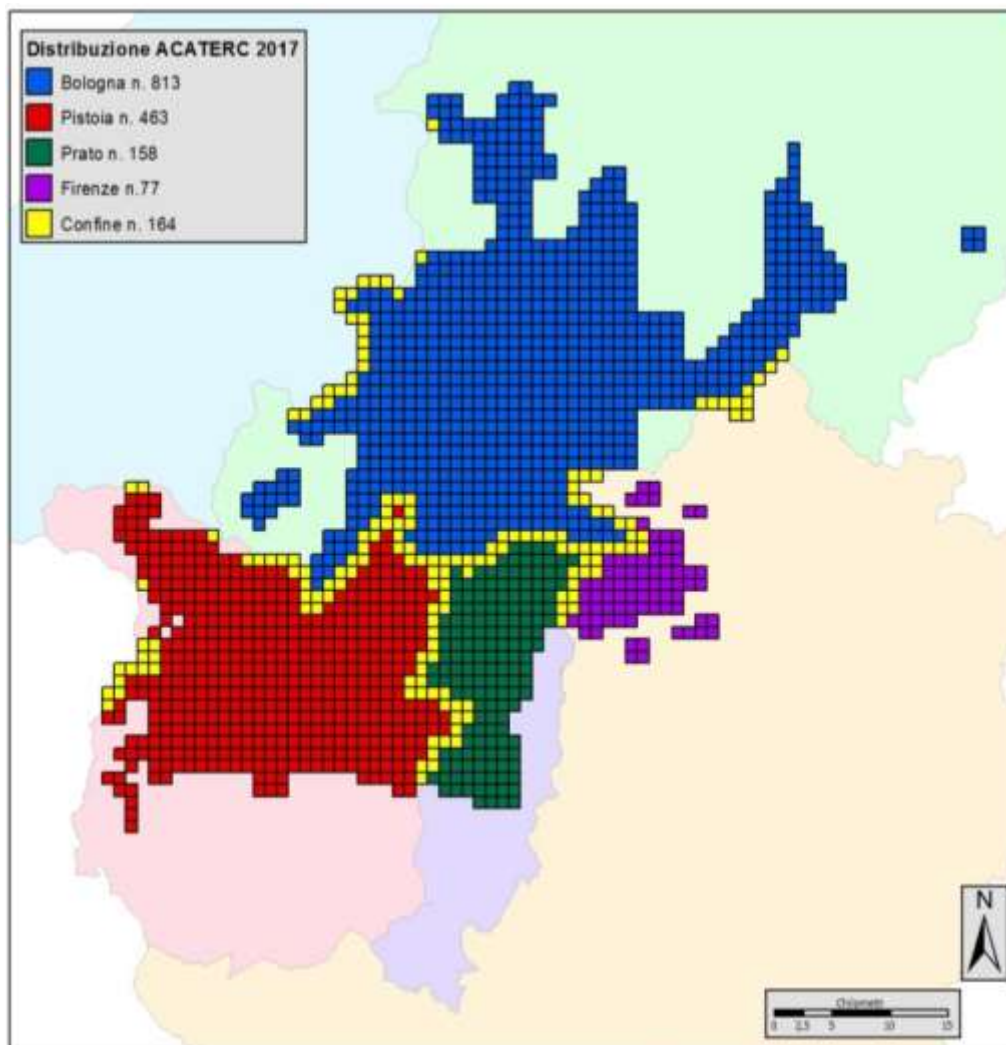 Distribuzione ACATERC 2017
Bologna n. 813
Pistoia n. 463
Prato n. 158
Firenze n.77
Confine n. 164
N
Chilometri
0 2,5 5 10 15